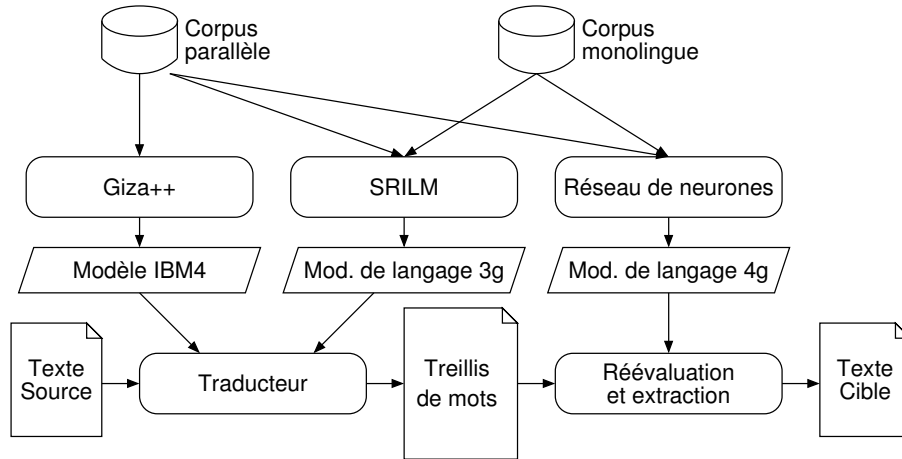 Corpus
parallèle
Corpus
monolingue
Giza++
SRILM
Réseau de neurones
Modèle IBM4
Mod. de langage 3g
Mod. de langage 4g
Texte
Source
Traducteur
Treillis
de mots
Réévaluation
et extraction
Texte
Cible